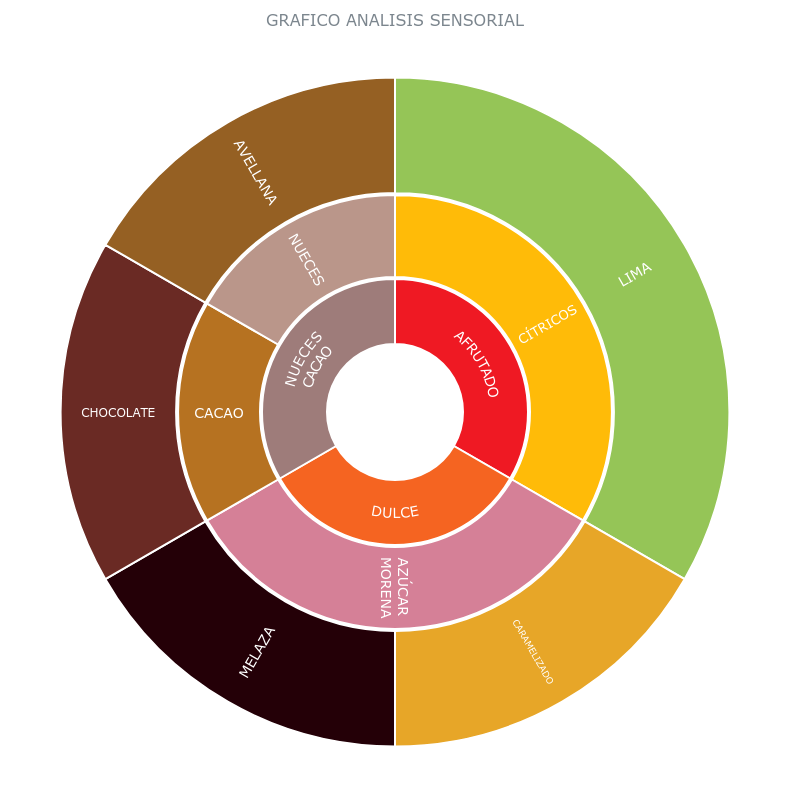 GRAFICO ANALISIS SENSORIAL
AFRUTADO
DULCE
NUECES
CACAO
CÍTRICOS
AZÚCAR
MORENA
CACAO
NUECES
LIMA
CARAMELIZADO
MELAZA
CHOCOLATE
AVELLANA